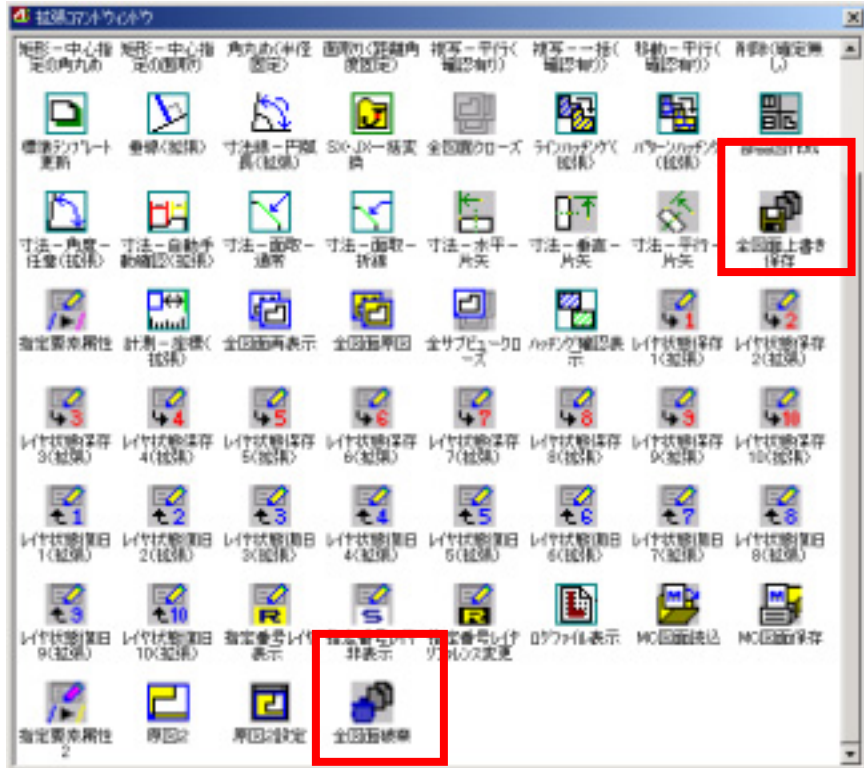 拡張コマンドウィンドウ
矩形－中心指 矩形－中心指 角丸め(半径 面取り(距離角 複写－平行( 複写－一括( 移動－平行( 削除(確定無
定の角丸め 定の面取り 固定) 度固定) 確認有り) 確認有り) 確認有り) し)
標準テンプレート 垂線(拡張) 寸法線－円弧 SX・JX一括変 全図面クローズ ラインハッチング( パターンハッチング
更新 長(拡張) 換 拡張) (拡張)
寸法－角度－ 寸法－自動手 寸法－面取－ 寸法－面取－ 寸法－水平－ 寸法－垂直－ 寸法－平行－ 全図面上書き
任意(拡張) 動確認(拡張) 通常 折線 片矢 片矢 片矢 保存
指定要素属性 計測－座標( 全図面再表示 全図面原図 全サブビュークロ ハッチング確認表 レイヤ状態保存 レイヤ状態保存
拡張) ーズ 示 1(拡張) 2(拡張)
レイヤ状態保存 レイヤ状態保存 レイヤ状態保存 レイヤ状態保存 レイヤ状態保存 レイヤ状態保存 レイヤ状態保存 レイヤ状態保存
3(拡張) 4(拡張) 5(拡張) 6(拡張) 7(拡張) 8(拡張) 9(拡張) 10(拡張)
レイヤ状態復旧 レイヤ状態復旧 レイヤ状態復旧 レイヤ状態復旧 レイヤ状態復旧 レイヤ状態復旧 レイヤ状態復旧 レイヤ状態復旧
1(拡張) 2(拡張) 3(拡張) 4(拡張) 5(拡張) 6(拡張) 7(拡張) 8(拡張)
レイヤ状態復旧 レイヤ状態復旧 指定番号レイヤ 指定番号レイヤ 指定番号レイヤ ログファイル表示 MC図面読込 MC図面保存
9(拡張) 10(拡張) 表示 非表示 リファレンス変更
指定要素属性 原図2 原図2設定 全図面破棄
2